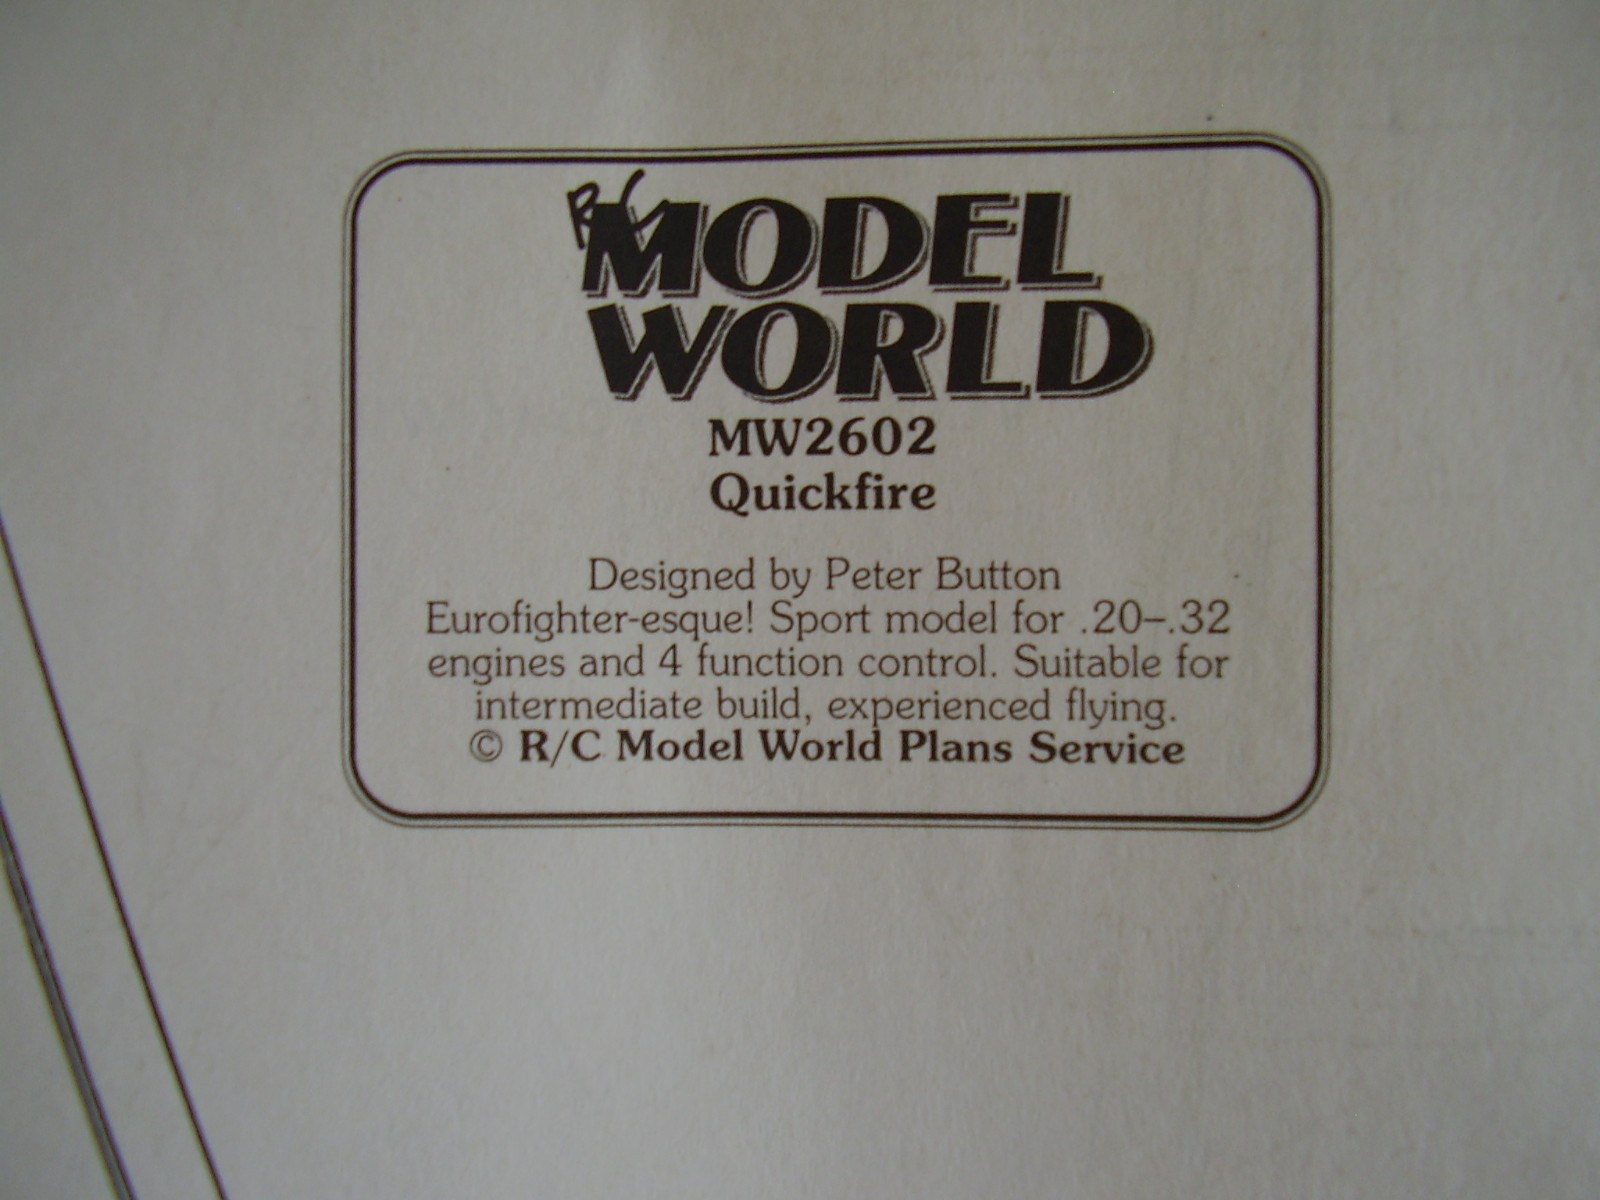 R/C MODEL
WORLD
MW2602
Quickfire
Designed by Peter Button
Eurofighter-esque! Sport model for .20–.32
engines and 4 function control. Suitable for
intermediate build, experienced flying.
© R/C Model World Plans Service